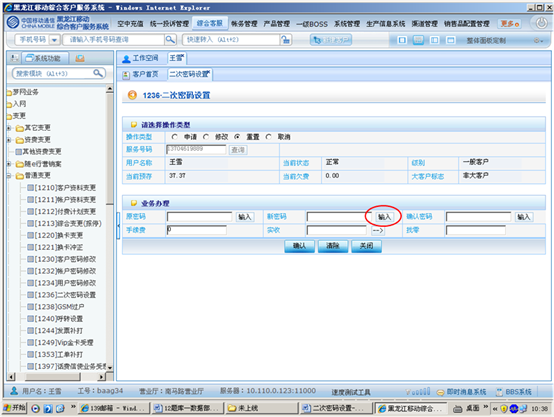 黑龙江移动综合客户服务系统 - Windows Internet Explorer
中国移动通信
CHINA MOBILE
黑龙江移动
综合客户服务系统
空中充值 统一投诉管理 综合客服 账务管理 产品管理 一级BOSS 系统管理 生产信息系统 渠道管理 销售品配置管理 更多
手机号码 请输入手机号码查询 快速转入 (Alt+2) 整体面板定制
系统功能
工作空间 王雪
搜索模块 (Alt+3)
客户首页 二次密码设置
梦网业务
入网
变更
其它变更
资费变更
其他资费变更
随e行营销案
普通变更
[1210]客户资料变更
[1211]帐户资料变更
[1212]付费计划变更
[1213]综合变更(报停)
[1220]换卡变更
[1221]换卡冲正
[1230]客户密码修改
[1232]帐户密码修改
[1234]用户密码修改
[1236]二次密码设置
[1238]GSM过户
[1240]呼转设置
[1244]发票补打
[1249]Vip金卡受理
[1353]工单补打
[1397]话费信使业务受
1236-二次密码设置
请选择操作类型
操作类型 申请 修改 重置 取消
服务号码 13704619889 查询
用户名称 王雪 当前状态 正常 级别 一般客户
当前预存 37.37 当前欠费 0.00 大客户标志 非大客户
业务办理
原密码 输入 新密码 输入 确认密码 输入
手续费 0 实收 --> 找零
确认 清除 关闭
用户名：王雪 工号：baag34 营业厅：南马路营业厅 服务器：10.110.0.123:11000 速度测试工具 即时消息系统 BBS系统
开始 139邮箱 - Wind... 12题库一数据部... 未上线 二次密码设置-... 黑龙江移动综合客... 桌面 10:38